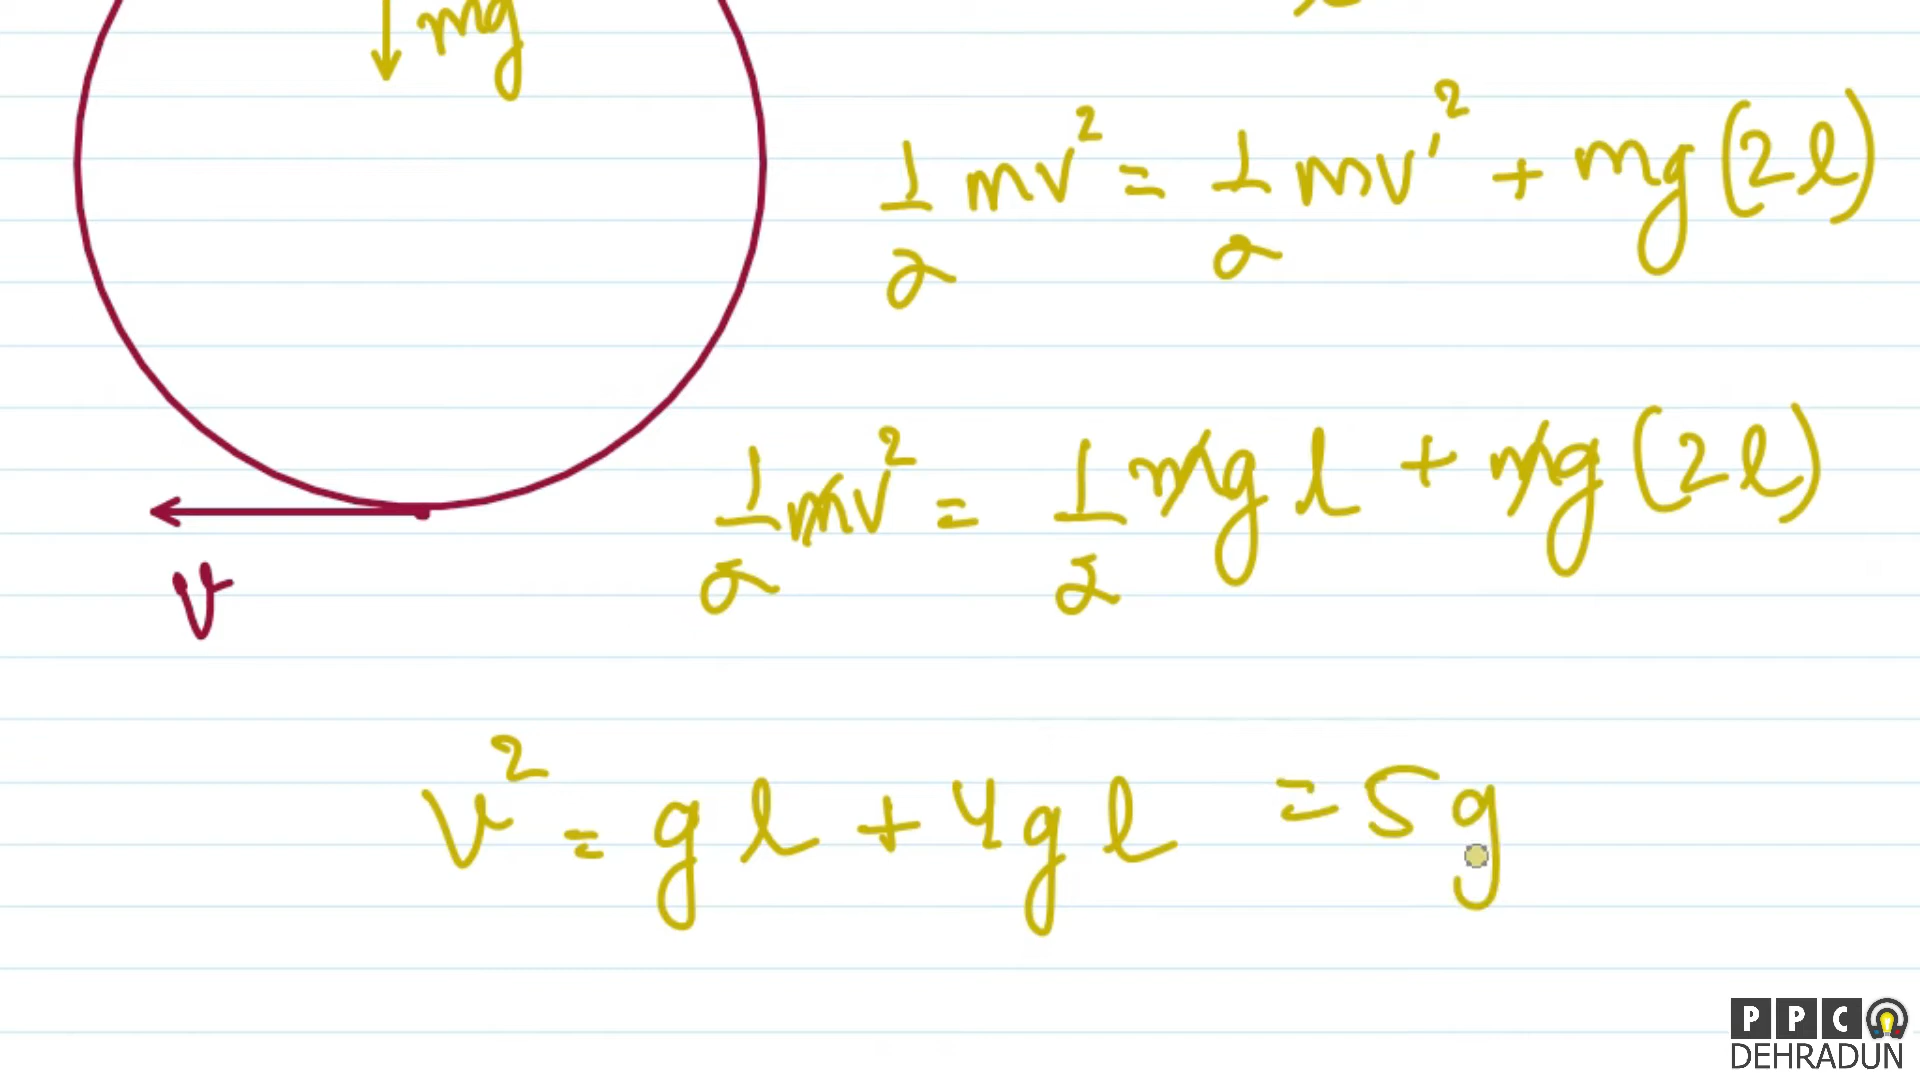 mg
1/2 mv² = 1/2 mv'² + mg(2l)
1/2 mv² = 1/2 mgl + mg(2l)
v
v² = gl + 4gl = 5g
PPC
DEHRADUN